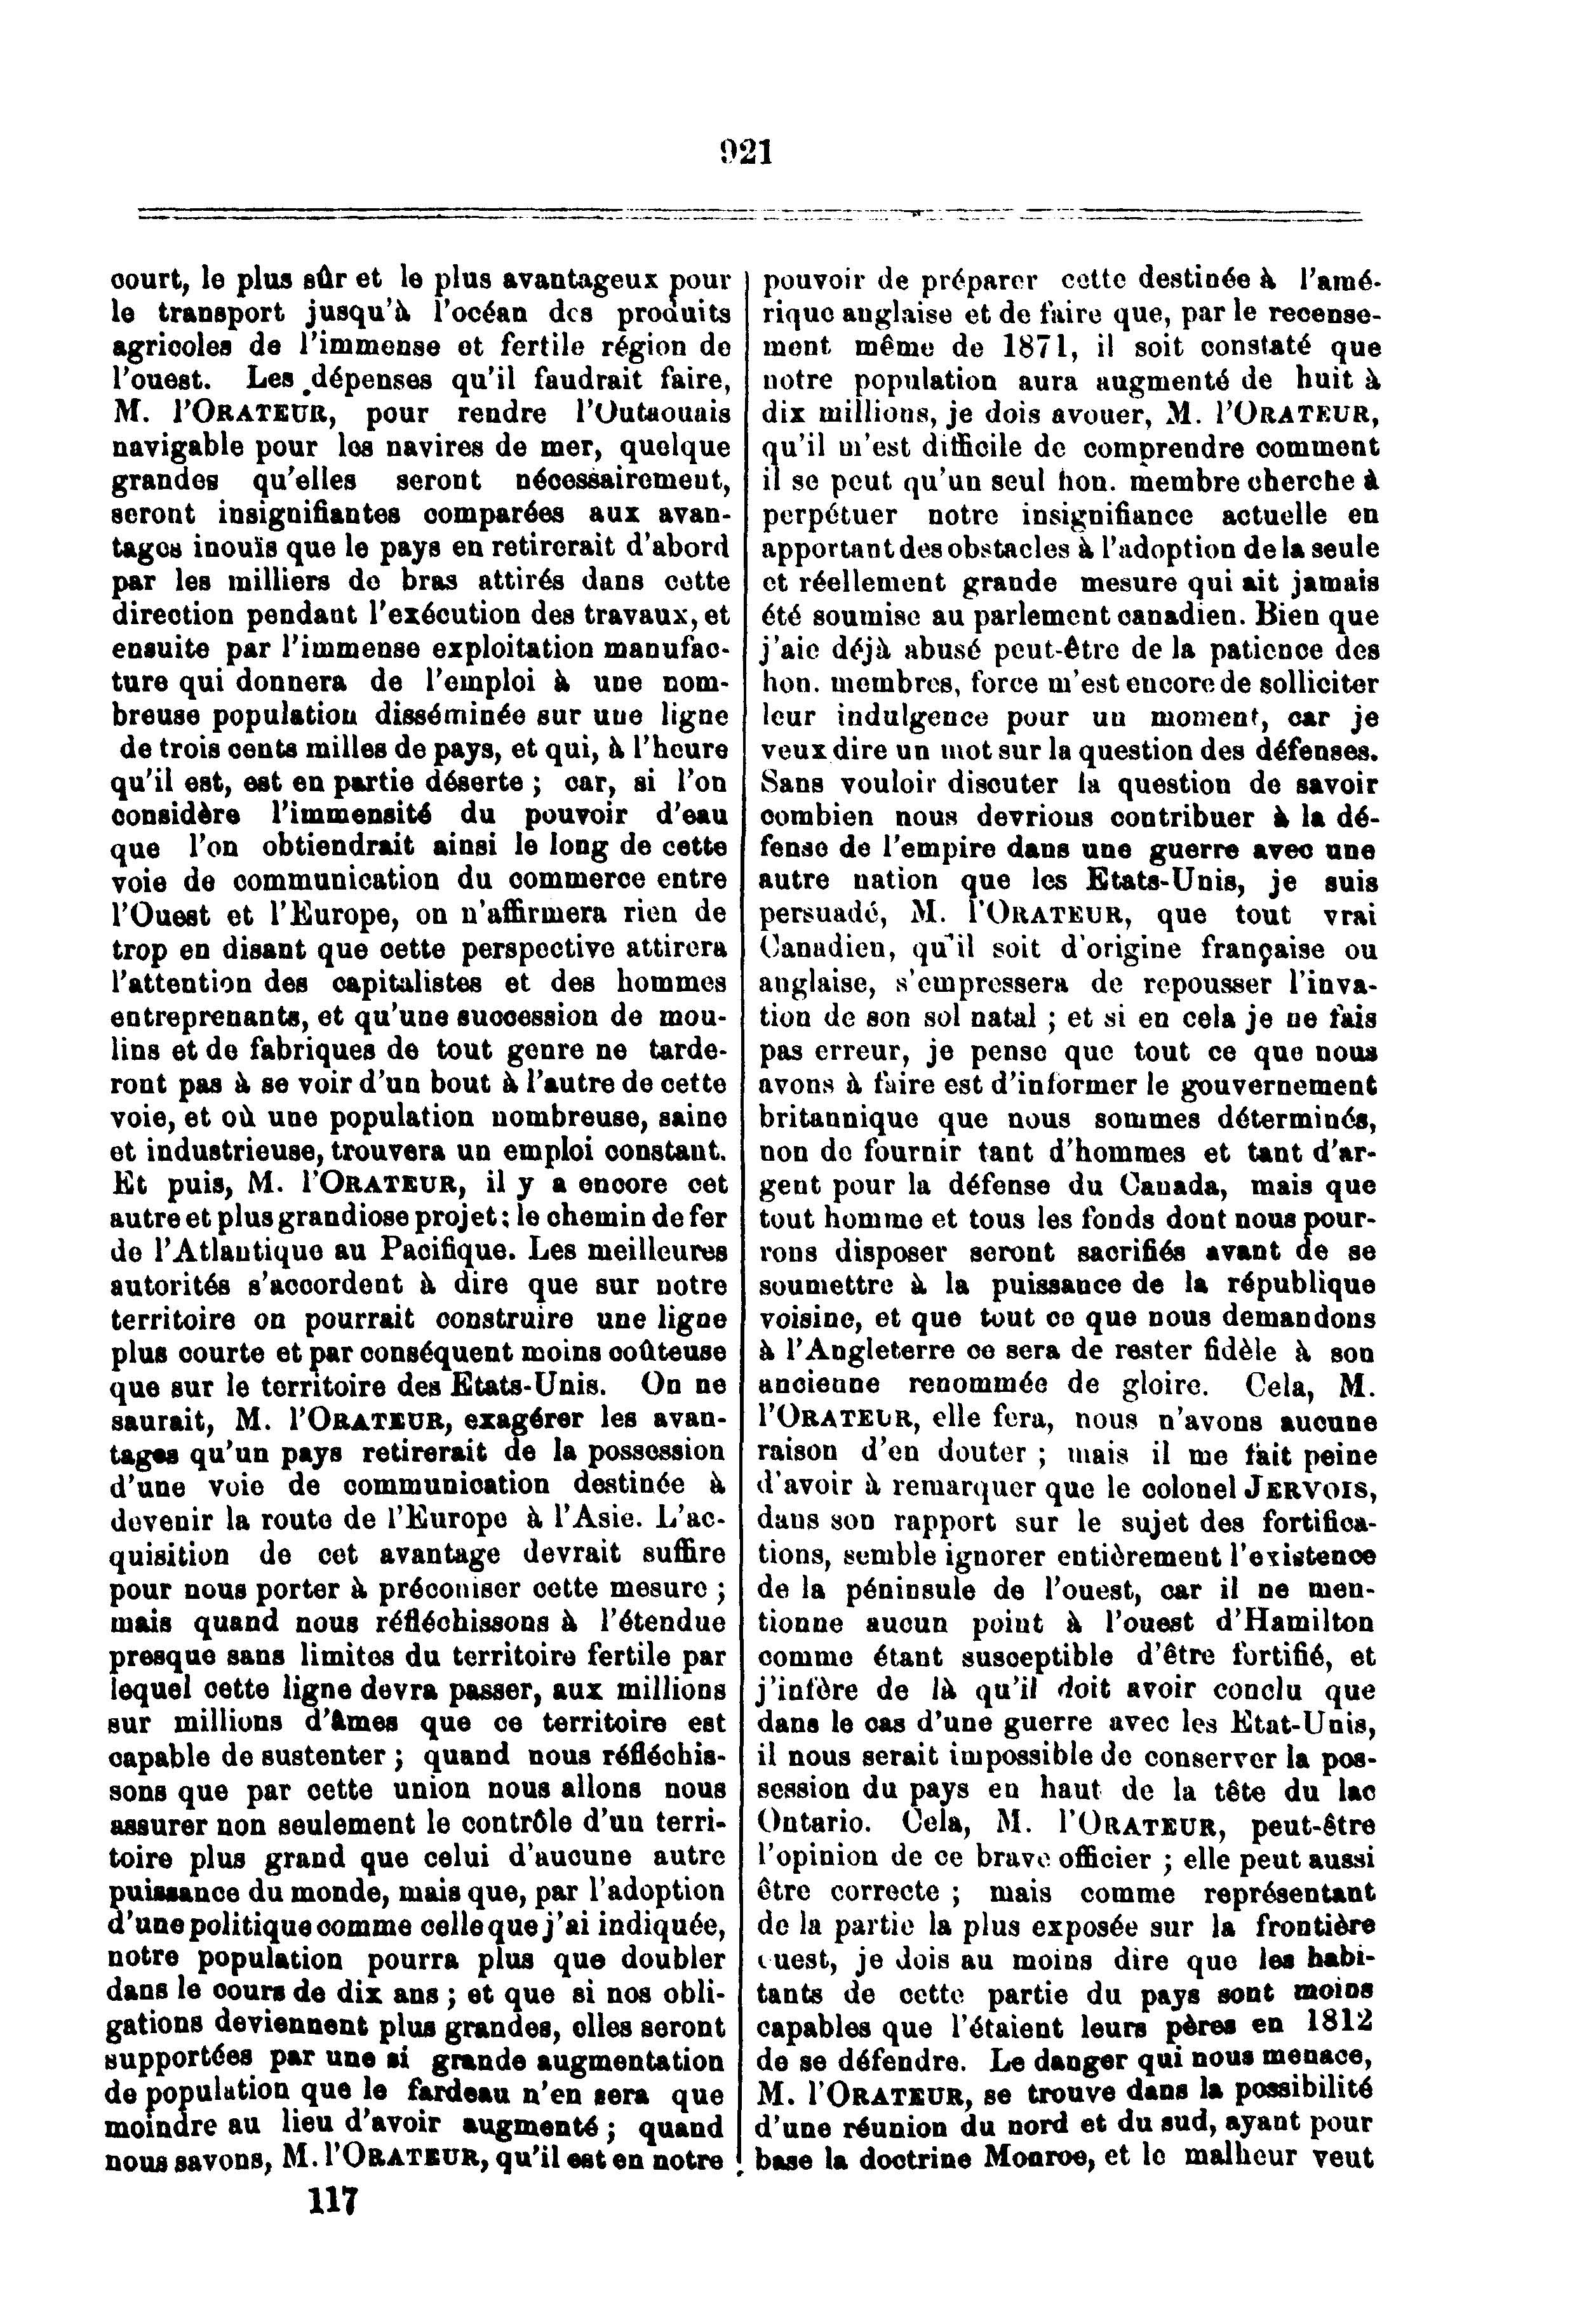 921
court, le plus sûr et le plus avantageux pour
le transport jusqu'à l'océan des produits
agricoles de l'immense et fertile région de
l'ouest. Les dépenses qu'il faudrait faire,
M. l'ORATEUR, pour rendre l'Outaouais
navigable pour les navires de mer, quelque
grandes qu'elles seront nécessairement,
seront insignifiantes comparées aux avan-
tages inouïs que le pays en retirerait d'abord
par les milliers de bras attirés dans cette
direction pendant l'exécution des travaux, et
ensuite par l'immense exploitation manufac-
ture qui donnera de l'emploi à une nom-
breuse population disséminée sur une ligne
de trois cents milles de pays, et qui, à l'heure
qu'il est, est en partie déserte ; car, si l'on
considère l'immensité du pouvoir d'eau
que l'on obtiendrait ainsi le long de cette
voie de communication du commerce entre
l'Ouest et l'Europe, on n'affirmera rien de
trop en disant que cette perspective attirera
l'attention des capitalistes et des hommes
entreprenants, et qu'une succession de mou-
lins et de fabriques de tout genre ne tarde-
ront pas à se voir d'un bout à l'autre de cette
voie, et où une population nombreuse, saine
et industrieuse, trouvera un emploi constant.
Et puis, M. l'ORATEUR, il y a encore cet
autre et plus grandiose projet : le chemin de fer
de l'Atlantique au Pacifique. Les meilleures
autorités s'accordent à dire que sur notre
territoire on pourrait construire une ligne
plus courte et par conséquent moins coûteuse
que sur le territoire des Etats-Unis. On ne
saurait, M. l'ORATEUR, exagérer les avan-
tages qu'un pays retirerait de la possession
d'une voie de communication destinée à
devenir la route de l'Europe à l'Asie. L'ac-
quisition de cet avantage devrait suffire
pour nous porter à préconiser cette mesure ;
mais quand nous réfléchissons à l'étendue
presque sans limites du territoire fertile par
lequel cette ligne devra passer, aux millions
sur millions d'âmes que ce territoire est
capable de sustenter ; quand nous réfléchis-
sons que par cette union nous allons nous
assurer non seulement le contrôle d'un terri-
toire plus grand que celui d'aucune autre
puissance du monde, mais que, par l'adoption
d'une politique comme celle que j'ai indiquée,
notre population pourra plus que doubler
dans le cours de dix ans ; et que si nos obli-
gations deviennent plus grandes, elles seront
supportées par une si grande augmentation
de population que le fardeau n'en sera que
moindre au lieu d'avoir augmenté ; quand
nous savons, M. l'ORATEUR, qu'il est en notre
117
pouvoir de préparer cette destinée à l'amé-
rique anglaise et de faire que, par le recense-
ment même de 1871, il soit constaté que
notre population aura augmenté de huit à
dix millions, je dois avouer, M. l'ORATEUR,
qu'il m'est difficile de comprendre comment
il se peut qu'un seul hon. membre cherche à
perpétuer notre insignifiance actuelle en
apportant des obstacles à l'adoption de la seule
et réellement grande mesure qui ait jamais
été soumise au parlement canadien. Bien que
j'aie déjà abusé peut-être de la patience des
hon. membres, force m'est encore de solliciter
leur indulgence pour un moment, car je
veux dire un mot sur la question des défenses.
Sans vouloir discuter la question de savoir
combien nous devrions contribuer à la dé-
fense de l'empire dans une guerre avec une
autre nation que les Etats-Unis, je suis
persuadé, M. l'ORATEUR, que tout vrai
Canadien, qu'il soit d'origine française ou
anglaise, s'empressera de repousser l'inva-
tion de son sol natal ; et si en cela je ne fais
pas erreur, je pense que tout ce que nous
avons à faire est d'informer le gouvernement
britannique que nous sommes déterminés,
non de fournir tant d'hommes et tant d'ar-
gent pour la défense du Canada, mais que
tout homme et tous les fonds dont nous pour-
rons disposer seront sacrifiés avant de se
soumettre à la puissance de la république
voisine, et que tout ce que nous demandons
à l'Angleterre ce sera de rester fidèle à son
ancienne renommée de gloire. Cela, M.
l'ORATEUR, elle fera, nous n'avons aucune
raison d'en douter ; mais il me fait peine
d'avoir à remarquer que le colonel JERVOIS,
dans son rapport sur le sujet des fortifica-
tions, semble ignorer entièrement l'existence
de la péninsule de l'ouest, car il ne men-
tionne aucun point à l'ouest d'Hamilton
comme étant susceptible d'être fortifié, et
j'infère de là qu'il doit avoir conclu que
dans le cas d'une guerre avec les Etat-Unis,
il nous serait impossible de conserver la pos-
session du pays en haut de la tête du lac
Ontario. Cela, M. l'ORATEUR, peut-être
l'opinion de ce brave officier ; elle peut aussi
être correcte ; mais comme représentant
de la partie la plus exposée sur la frontière
ouest, je dois au moins dire que les habi-
tants de cette partie du pays sont moins
capables que l'étaient leurs pères en 1812
de se défendre. Le danger qui nous menace,
M. l'ORATEUR, se trouve dans la possibilité
d'une réunion du nord et du sud, ayant pour
base la doctrine Monroe, et le malheur veut